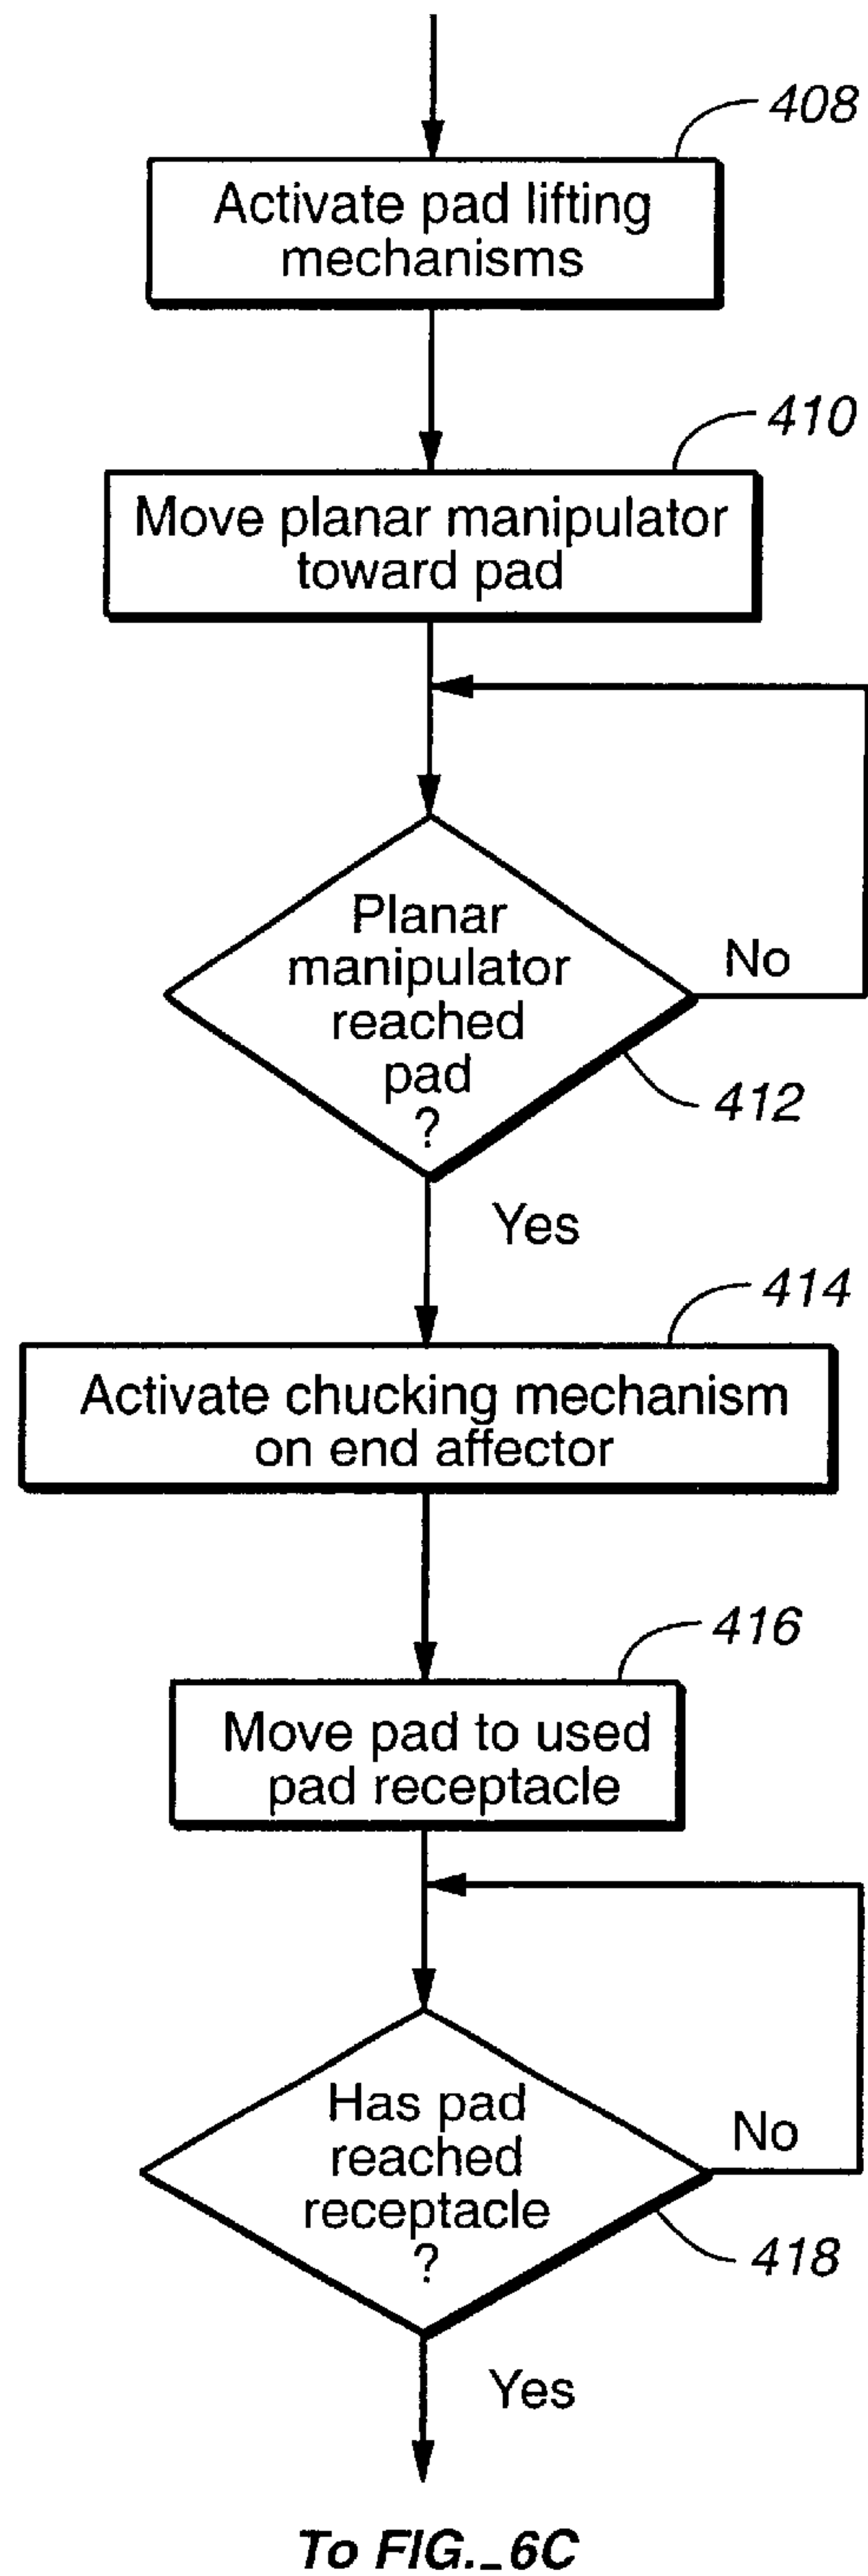 408
Activate pad lifting
mechanisms
410
Move planar manipulator
toward pad
Planar
manipulator
reached
pad
?
No
412
Yes
414
Activate chucking mechanism
on end affector
416
Move pad to used
pad receptacle
Has pad
reached
receptacle
?
No
418
Yes
To FIG._6C